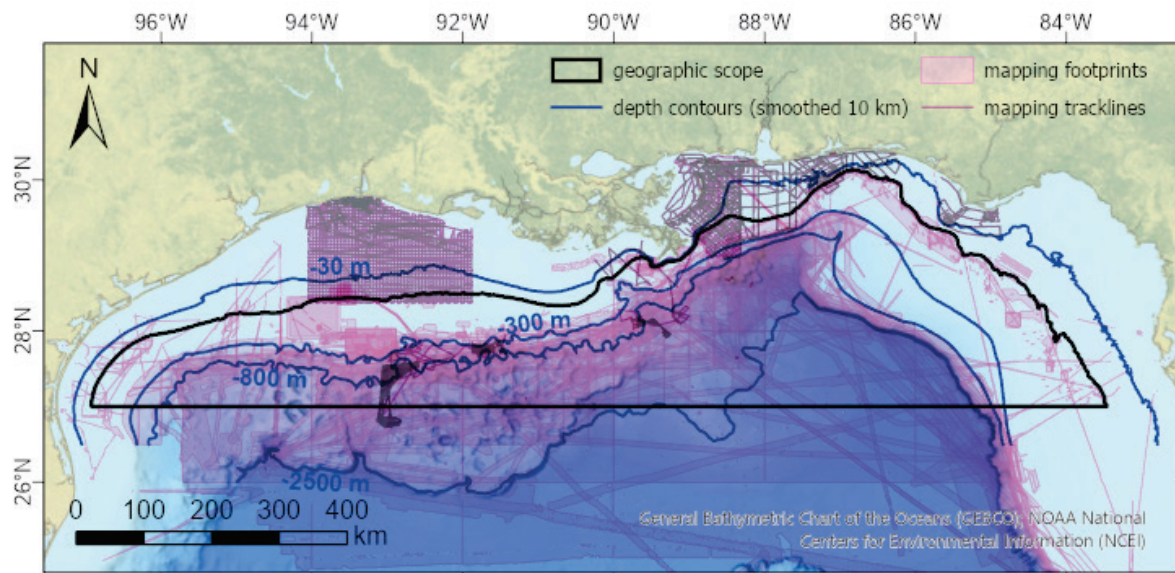 96°W 94°W 92°W 90°W 88°W 86°W 84°W
N
geographic scope
mapping footprints
depth contours (smoothed 10 km)
mapping tracklines
30°N
-30 m
28°N
-300 m
-800 m
26°N
-2500 m
0 100 200 300 400
km
General Bathymetric Chart of the Oceans (GEBCO), NOAA National
Centers for Environmental Information (NCEI)